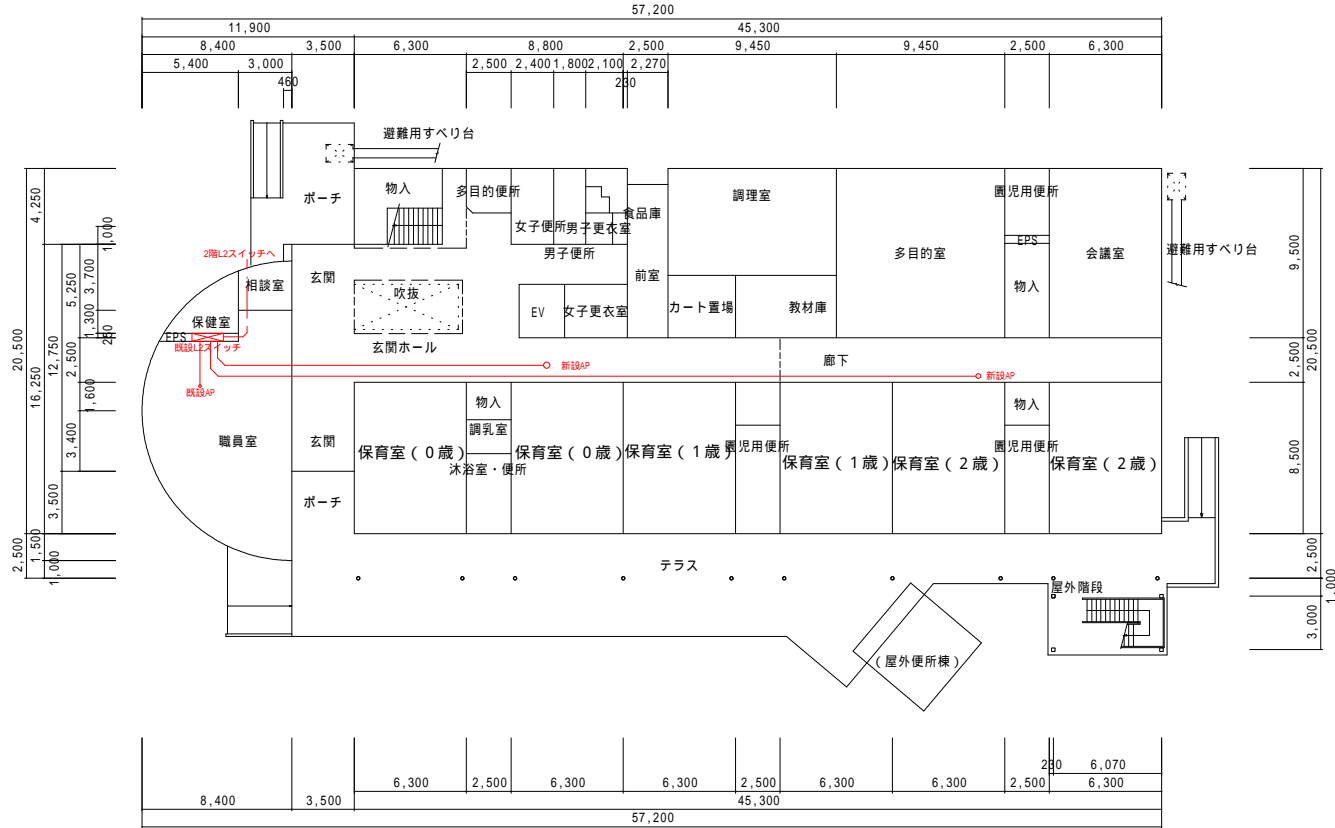 57,200
11,900 45,300
8,400 3,500 6,300 8,800 2,500 9,450 9,450 2,500 6,300
5,400 3,000 2,500 2,400 1,800 2,100 2,270
460 230
避難用すべり台
物入 多目的便所 調理室 園児用便所
ポーチ
女子便所 男子更衣室 食品庫
男子便所
EPS
多目的室 会議室 避難用すべり台
2階L2スイッチへ
玄関 前室
相談室 吹抜 物入
保健室 EV 女子更衣室 カート置場 教材庫
EPS
既設L2スイッチ 玄関ホール
廊下
新設AP 新設AP
既設AP
物入 物入
調乳室
職員室 玄関
保育室(0歳) 保育室(0歳) 保育室(1歳) 園児用便所 保育室(1歳) 保育室(2歳) 園児用便所 保育室(2歳)
沐浴室・便所
ポーチ
テラス
屋外階段
(屋外便所棟)
20,500
2,500
4,250
16,250
1,500
12,750
3,500
1,000
5,250
2,500
3,400
1,000
3,700
1,300
250
1,600
9,500
2,500
8,500
2,500
1,000
3,000
20,500
230 6,070
6,300 2,500 6,300 6,300 2,500 6,300 6,300 2,500 6,300
8,400 3,500 45,300
57,200